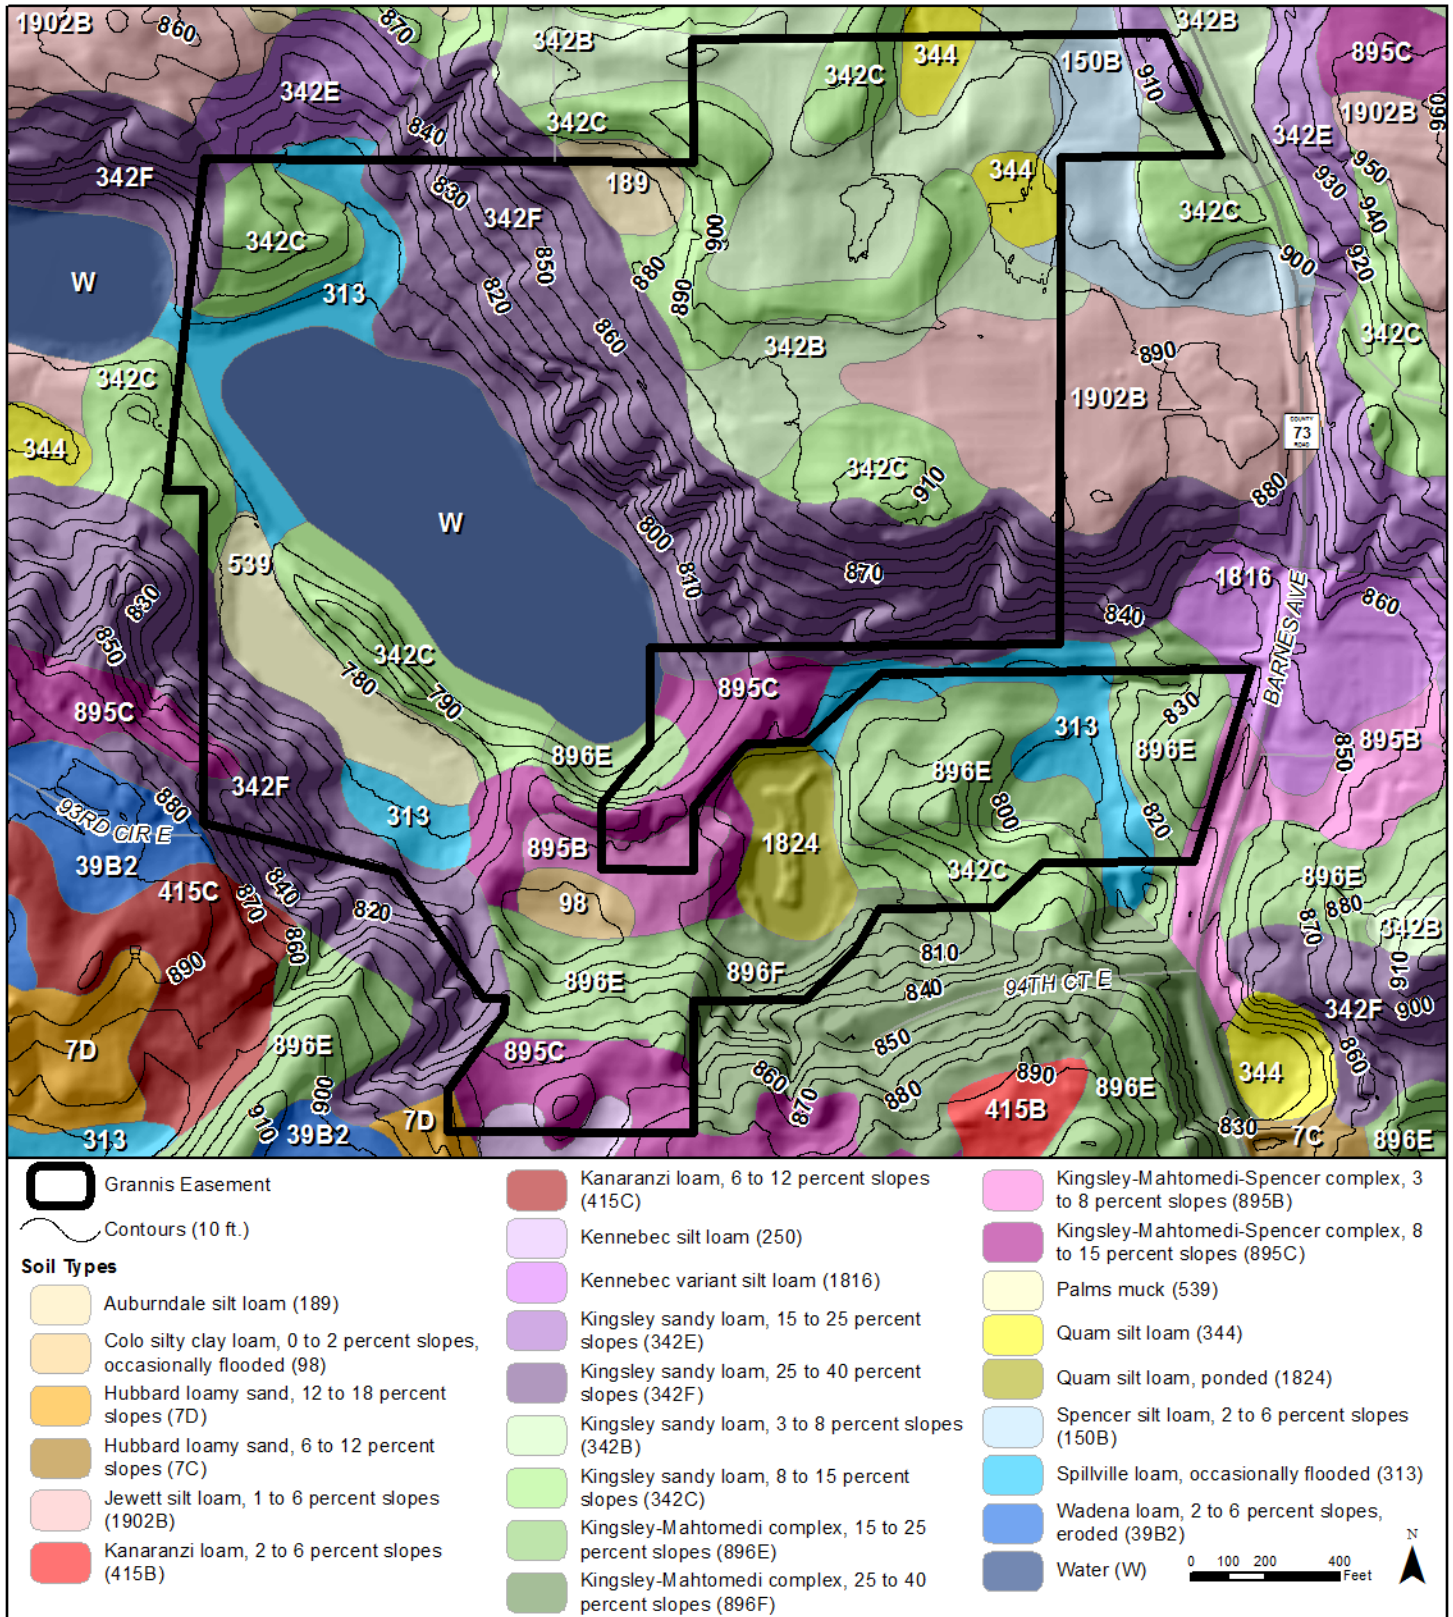 1902B
860
870
342B
342B
344
150B
895C
342E
342C
910
1902B
960
342C
840
342E
342F
830
189
344
342C
950
930
940
342F
342C
850
900
880
890
900
920
W
313
820
860
342B
890
342C
342C
1902B
COUNTY
73
ROAD
344
342C
910
880
W
800
539
810
870
1816
830
840
860
850
342C
780
790
895C
BARNES AVE
895C
830
313
896E
895B
850
896E
896E
342F
880
93RD CIR E
313
800
820
895B
1824
39B2
415C
840
870
342C
896E
98
820
880
870
342B
860
810
890
896E
896F
840
94TH CT E
910
342F
900
7D
896E
895C
850
860
860
870
880
890
896E
344
415B
900
910
7D
39B2
313
830
7C
896E
Grannis Easement
Contours (10 ft.)
Soil Types
Auburndale silt loam (189)
Colo silty clay loam, 0 to 2 percent slopes,
occasionally flooded (98)
Hubbard loamy sand, 12 to 18 percent
slopes (7D)
Hubbard loamy sand, 6 to 12 percent
slopes (7C)
Jewett silt loam, 1 to 6 percent slopes
(1902B)
Kanaranzi loam, 2 to 6 percent slopes
(415B)
Kanaranzi loam, 6 to 12 percent slopes
(415C)
Kennebec silt loam (250)
Kennebec variant silt loam (1816)
Kingsley sandy loam, 15 to 25 percent
slopes (342E)
Kingsley sandy loam, 25 to 40 percent
slopes (342F)
Kingsley sandy loam, 3 to 8 percent slopes
(342B)
Kingsley sandy loam, 8 to 15 percent
slopes (342C)
Kingsley-Mahtomedi complex, 15 to 25
percent slopes (896E)
Kingsley-Mahtomedi complex, 25 to 40
percent slopes (896F)
Kingsley-Mahtomedi-Spencer complex, 3
to 8 percent slopes (895B)
Kingsley-Mahtomedi-Spencer complex, 8
to 15 percent slopes (895C)
Palms muck (539)
Quam silt loam (344)
Quam silt loam, ponded (1824)
Spencer silt loam, 2 to 6 percent slopes
(150B)
Spillville loam, occasionally flooded (313)
Wadena loam, 2 to 6 percent slopes,
eroded (39B2)
Water (W)
N
0 100 200 400
Feet